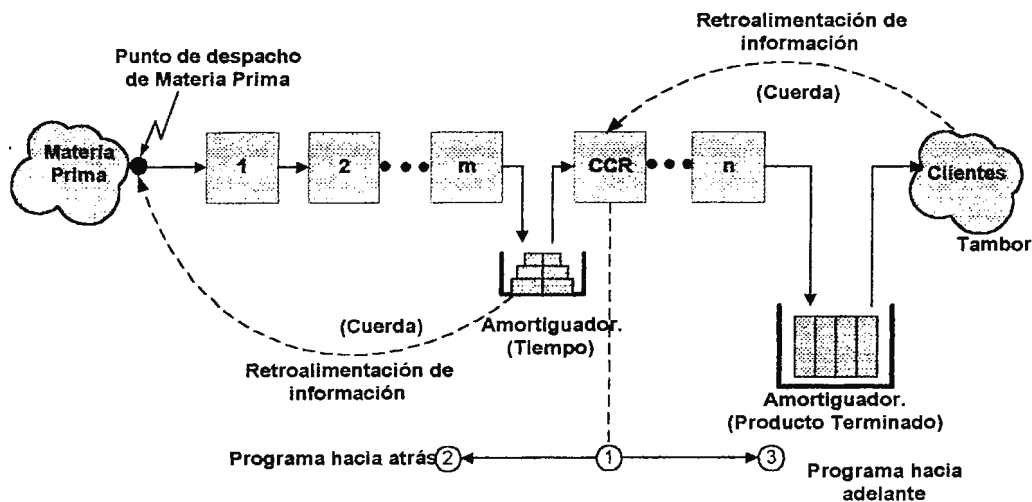 Retroalimentación de
información
(Cuerda)
Punto de despacho
de Materia Prima
Materia
Prima
1
2
m
CCR
n
Clientes
Tambor
(Cuerda)
Retroalimentación de
información
Amortiguador.
(Tiempo)
Amortiguador.
(Producto Terminado)
Programa hacia atrás
2
1
3
Programa hacia
adelante